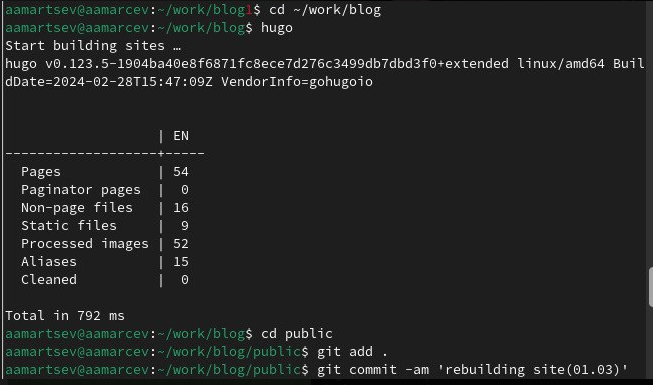 aamartsev@aamarcev:~/work/blog1$ cd ~/work/blog
aamartsev@aamarcev:~/work/blog$ hugo
Start building sites …
hugo v0.123.5-1904ba40e8f6871fc8ece7d276c3499db7dbd3f0+extended linux/amd64 Buil
dDate=2024-02-28T15:47:09Z VendorInfo=gohugoio
                   | EN
-------------------+-----
  Pages            | 54
  Paginator pages  |  0
  Non-page files   | 16
  Static files     |  9
  Processed images | 52
  Aliases          | 15
  Cleaned          |  0
Total in 792 ms
aamartsev@aamarcev:~/work/blog$ cd public
aamartsev@aamarcev:~/work/blog/public$ git add .
aamartsev@aamarcev:~/work/blog/public$ git commit -am 'rebuilding site(01.03)'